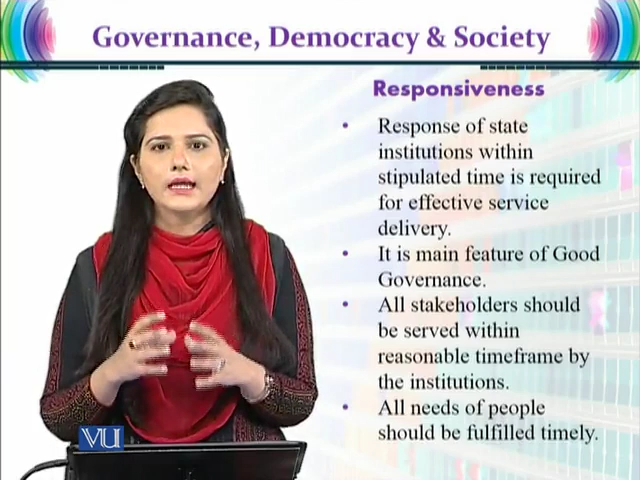 Governance, Democracy & Society
Responsiveness
• Response of state
institutions within
stipulated time is required
for effective service
delivery.
• It is main feature of Good
Governance.
• All stakeholders should
be served within
reasonable timeframe by
the institutions.
• All needs of people
should be fulfilled timely.
VU